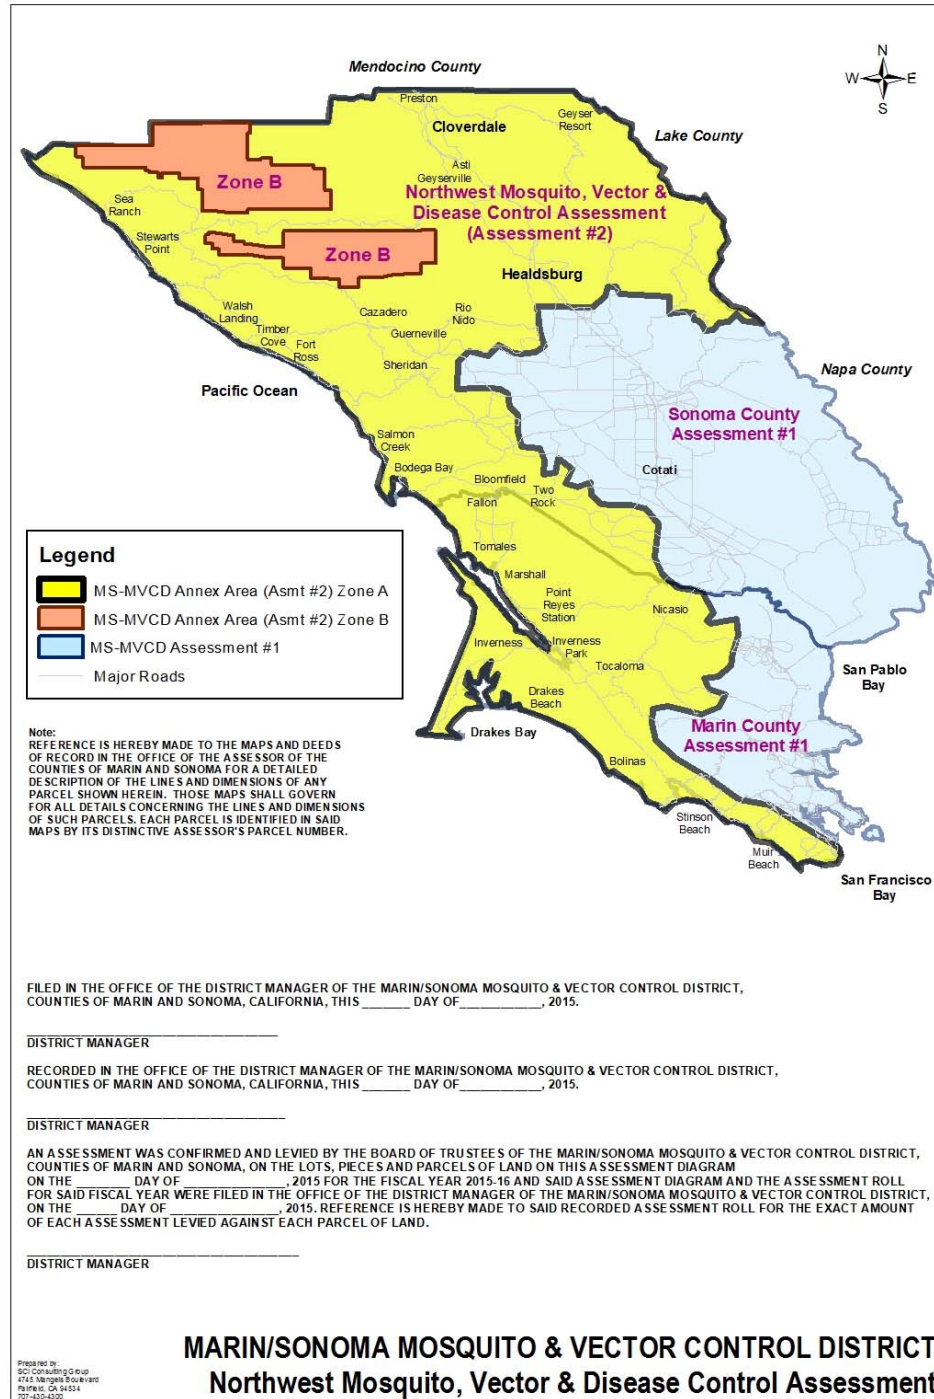 Mendocino County
N
W E
S
Preston
Cloverdale
Geyser
Resort
Lake County
Asti
Geyserville
Zone B
Northwest Mosquito, Vector &
Disease Control Assessment
(Assessment #2)
Sea
Ranch
Stewarts
Point
Zone B
Healdsburg
Walsh
Landing
Cazadero
Rio
Nido
Timber
Cove
Fort
Ross
Guerneville
Sheridan
Napa County
Pacific Ocean
Sonoma County
Assessment #1
Salmon
Creek
Bodega Bay
Cotati
Bloomfield
Two
Rock
Fallon
Tomales
Marshall
Point
Reyes
Station
Nicasio
Inverness
Inverness
Park
Tocaloma
San Pablo
Bay
Drakes
Beach
Drakes Bay
Marin County
Assessment #1
Bolinas
Stinson
Beach
Muir
Beach
San Francisco
Bay
Legend
MS-MVCD Annex Area (Asmt #2) Zone A
MS-MVCD Annex Area (Asmt #2) Zone B
MS-MVCD Assessment #1
Major Roads
Note:
REFERENCE IS HEREBY MADE TO THE MAPS AND DEEDS
OF RECORD IN THE OFFICE OF THE ASSESSOR OF THE
COUNTIES OF MARIN AND SONOMA FOR A DETAILED
DESCRIPTION OF THE LINES AND DIMENSIONS OF ANY
PARCEL SHOWN HEREIN. THOSE MAPS SHALL GOVERN
FOR ALL DETAILS CONCERNING THE LINES AND DIMENSIONS
OF SUCH PARCELS. EACH PARCEL IS IDENTIFIED IN SAID
MAPS BY ITS DISTINCTIVE ASSESSOR'S PARCEL NUMBER.
FILED IN THE OFFICE OF THE DISTRICT MANAGER OF THE MARIN/SONOMA MOSQUITO & VECTOR CONTROL DISTRICT,
COUNTIES OF MARIN AND SONOMA, CALIFORNIA, THIS ______ DAY OF __________, 2015.
DISTRICT MANAGER
RECORDED IN THE OFFICE OF THE DISTRICT MANAGER OF THE MARIN/SONOMA MOSQUITO & VECTOR CONTROL DISTRICT,
COUNTIES OF MARIN AND SONOMA, CALIFORNIA, THIS ______ DAY OF __________, 2015.
DISTRICT MANAGER
AN ASSESSMENT WAS CONFIRMED AND LEVIED BY THE BOARD OF TRUSTEES OF THE MARIN/SONOMA MOSQUITO & VECTOR CONTROL DISTRICT,
COUNTIES OF MARIN AND SONOMA, ON THE LOTS, PIECES AND PARCELS OF LAND ON THIS ASSESSMENT DIAGRAM
ON THE ______ DAY OF ____________, 2015 FOR THE FISCAL YEAR 2015-16 AND SAID ASSESSMENT DIAGRAM AND THE ASSESSMENT ROLL
FOR SAID FISCAL YEAR WERE FILED IN THE OFFICE OF THE DISTRICT MANAGER OF THE MARIN/SONOMA MOSQUITO & VECTOR CONTROL DISTRICT,
ON THE _____ DAY OF _____________, 2015. REFERENCE IS HEREBY MADE TO SAID RECORDED ASSESSMENT ROLL FOR THE EXACT AMOUNT
OF EACH ASSESSMENT LEVIED AGAINST EACH PARCEL OF LAND.
DISTRICT MANAGER
MARIN/SONOMA MOSQUITO & VECTOR CONTROL DISTRICT
Northwest Mosquito, Vector & Disease Control Assessment
Prepared by:
SCI Consulting Group
4745 Mangels Boulevard
Fairfield, CA 94534
707-430-4300